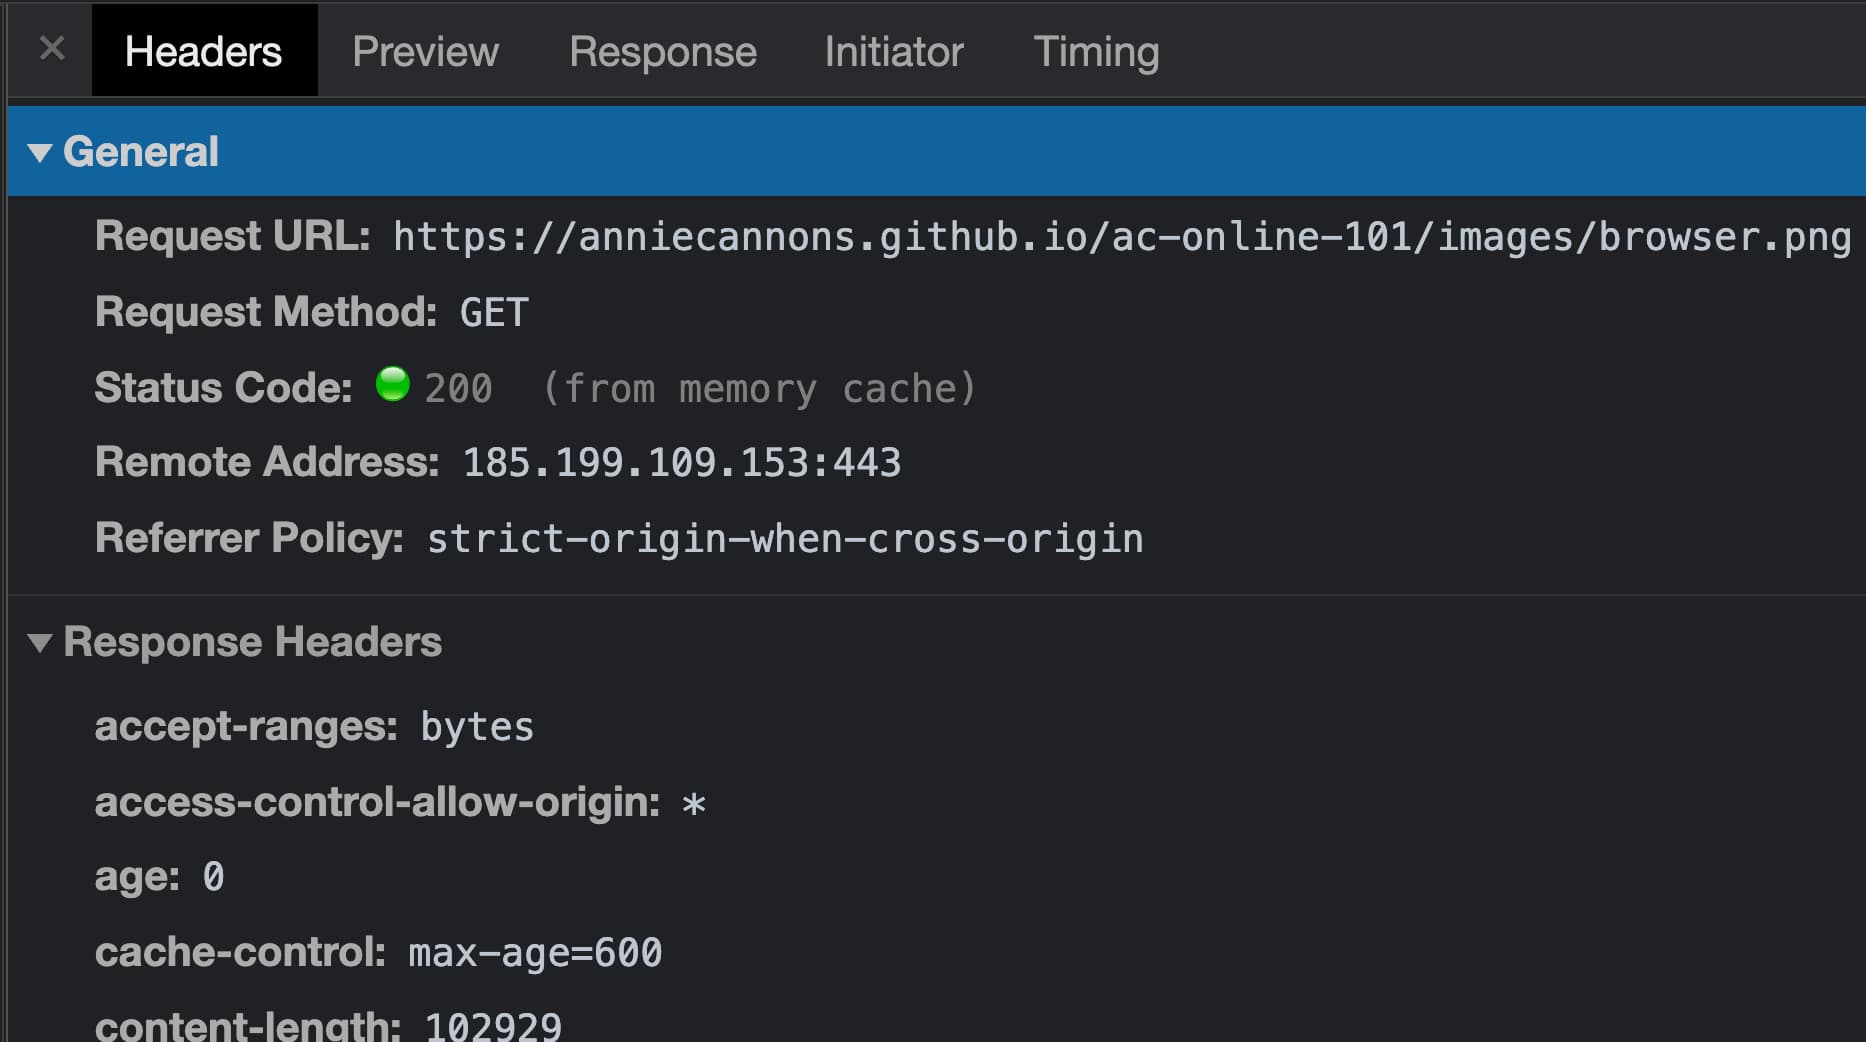 Headers Preview Response Initiator Timing
General
Request URL: https://anniecannons.github.io/ac-online-101/images/browser.png
Request Method: GET
Status Code: 200 (from memory cache)
Remote Address: 185.199.109.153:443
Referrer Policy: strict-origin-when-cross-origin
Response Headers
accept-ranges: bytes
access-control-allow-origin: *
age: 0
cache-control: max-age=600
content-length: 102929